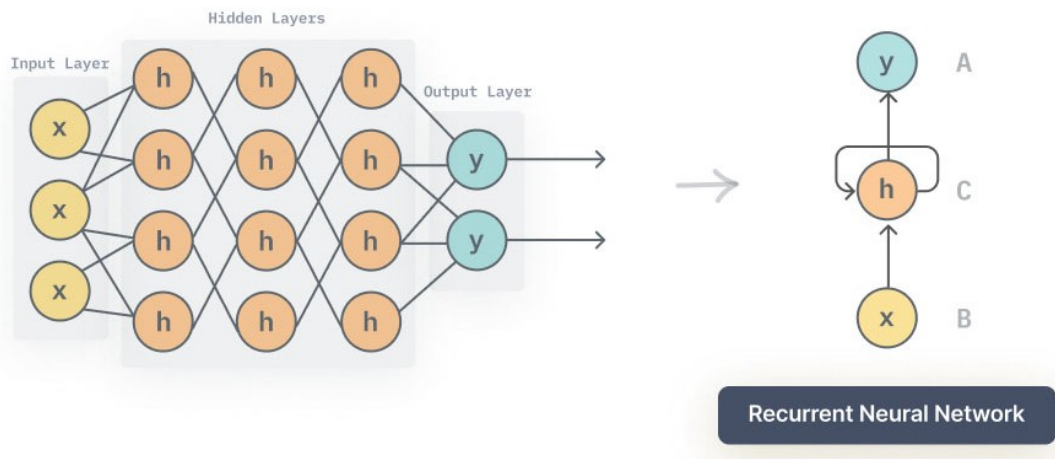 Hidden Layers
Input Layer
Output Layer
h h h
x
h h h
y
x
h h h
y
x
h h h
y A
h C
x B
Recurrent Neural Network